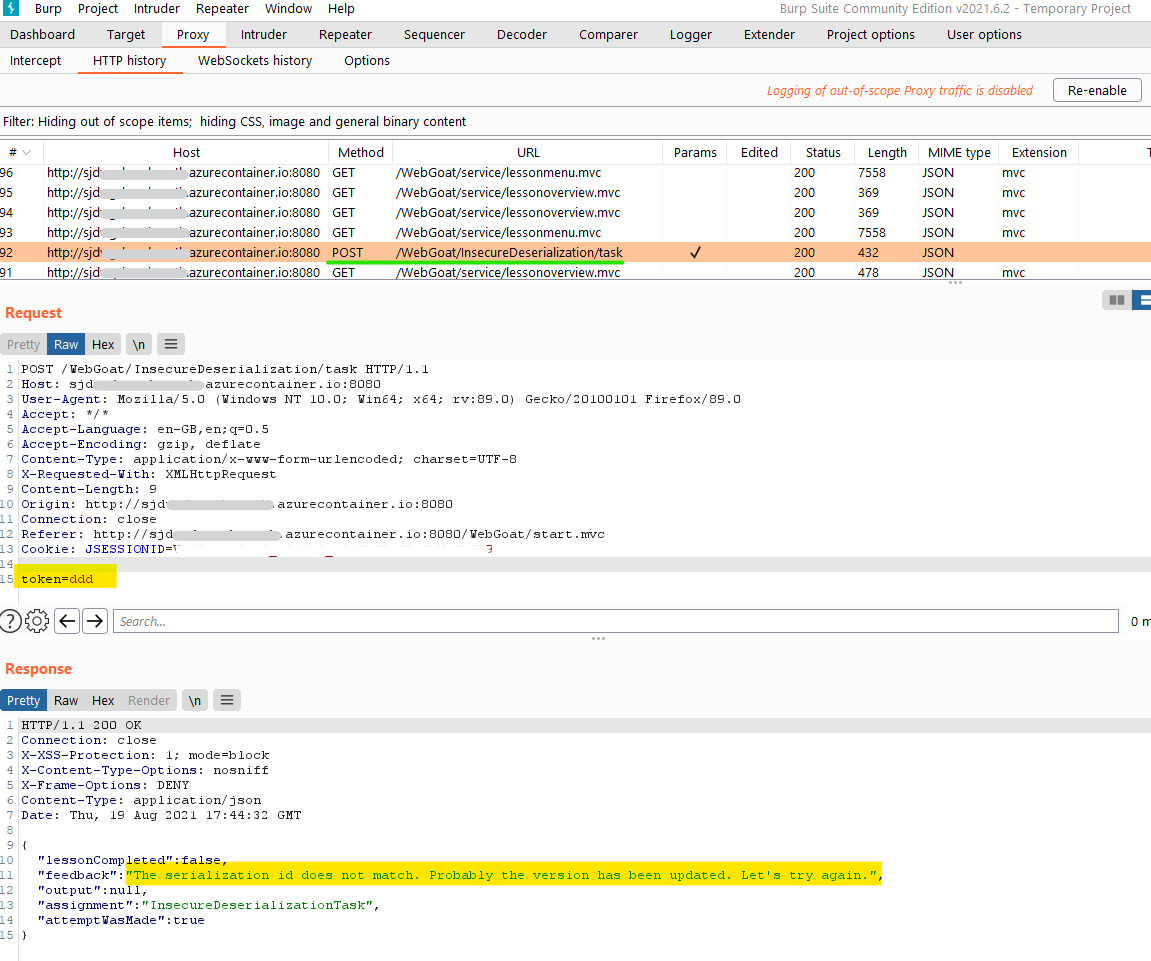 Burp Project Intruder Repeater Window Help Burp Suite Community Edition v2021.6.2 - Temporary Project
Dashboard Target Proxy Intruder Repeater Sequencer Decoder Comparer Logger Extender Project options User options
Intercept HTTP history WebSockets history Options
Logging of out-of-scope Proxy traffic is disabled Re-enable
Filter: Hiding out of scope items; hiding CSS, image and general binary content
# Host Method URL Params Edited Status Length MIME type Extension T
96 http://sjd .azurecontainer.io:8080 GET /WebGoat/service/lessonmenu.mvc 200 7558 JSON mvc
95 http://sjd .azurecontainer.io:8080 GET /WebGoat/service/lessonoverview.mvc 200 369 JSON mvc
94 http://sjd .azurecontainer.io:8080 GET /WebGoat/service/lessonoverview.mvc 200 369 JSON mvc
93 http://sjd .azurecontainer.io:8080 GET /WebGoat/service/lessonmenu.mvc 200 7558 JSON mvc
92 http://sjd .azurecontainer.io:8080 POST /WebGoat/InsecureDeserialization/task ✓ 200 432 JSON
91 http://sjd .azurecontainer.io:8080 GET /WebGoat/service/lessonoverview.mvc 200 478 JSON mvc
Request
Pretty Raw Hex \n
1 POST /WebGoat/InsecureDeserialization/task HTTP/1.1
2 Host: sjd azurecontainer.io:8080
3 User-Agent: Mozilla/5.0 (Windows NT 10.0; Win64; x64; rv:89.0) Gecko/20100101 Firefox/89.0
4 Accept: */*
5 Accept-Language: en-GB,en;q=0.5
6 Accept-Encoding: gzip, deflate
7 Content-Type: application/x-www-form-urlencoded; charset=UTF-8
8 X-Requested-With: XMLHttpRequest
9 Content-Length: 9
10 Origin: http://sjd .azurecontainer.io:8080
11 Connection: close
12 Referer: http://sjd .azurecontainer.io:8080/WebGoat/start.mvc
13 Cookie: JSESSIONID=
14
15 token=ddd
? Search... 0 m
Response
Pretty Raw Hex Render \n
1 HTTP/1.1 200 OK
2 Connection: close
3 X-XSS-Protection: 1; mode=block
4 X-Content-Type-Options: nosniff
5 X-Frame-Options: DENY
6 Content-Type: application/json
7 Date: Thu, 19 Aug 2021 17:44:32 GMT
8
9 {
10 "lessonCompleted":false,
11 "feedback":"The serialization id does not match. Probably the version has been updated. Let's try again.",
12 "output":null,
13 "assignment":"InsecureDeserializationTask",
14 "attemptWasMade":true
15 }